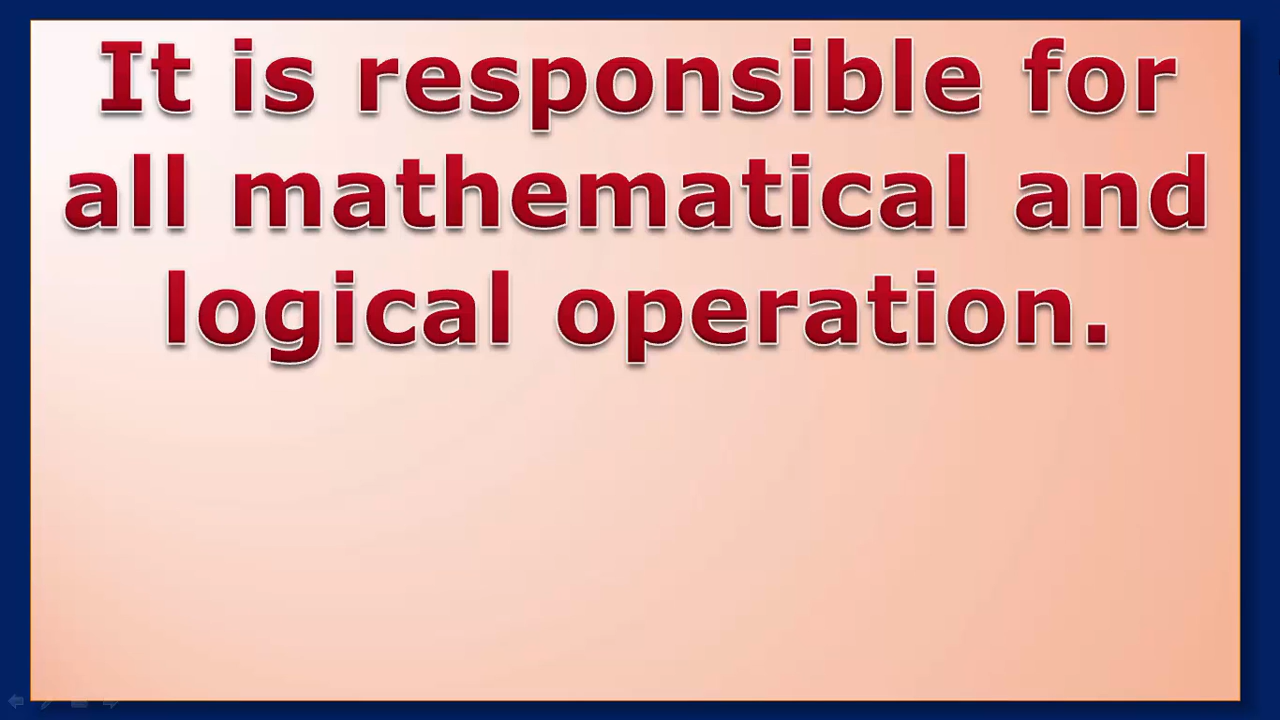 It is responsible for
all mathematical and
logical operation.